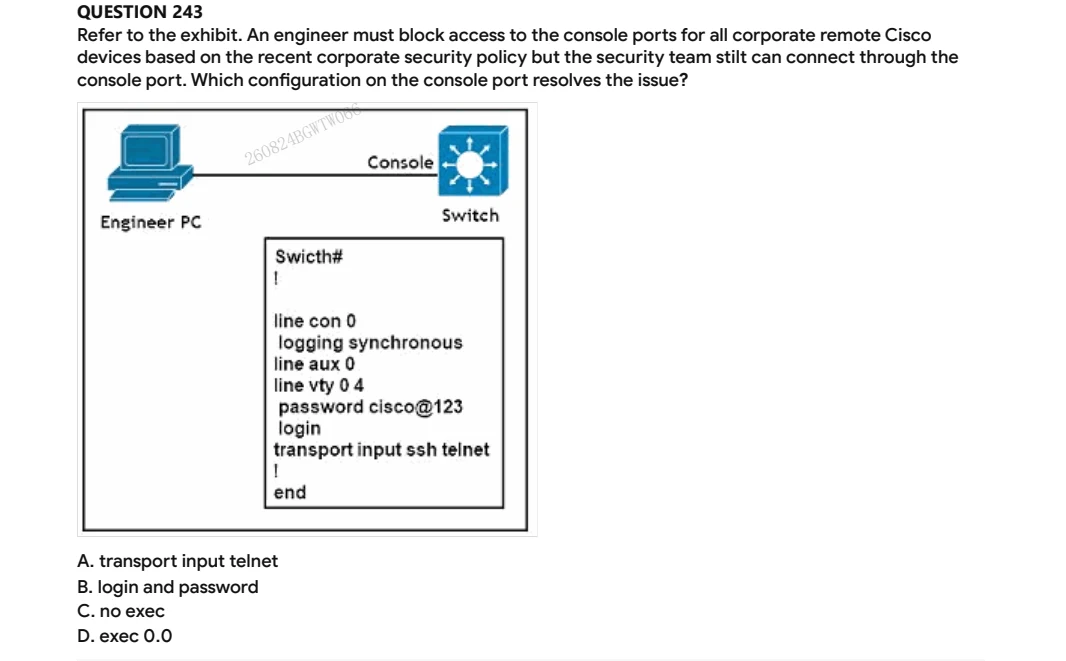 QUESTION 243
Refer to the exhibit. An engineer must block access to the console ports for all corporate remote Cisco
devices based on the recent corporate security policy but the security team stilt can connect through the
console port. Which configuration on the console port resolves the issue?
260824BGWTW066
Console
Engineer PC
Switch
Swicth#
!
line con 0
logging synchronous
line aux 0
line vty 0 4
password cisco@123
login
transport input ssh telnet
!
end
A. transport input telnet
B. login and password
C. no exec
D. exec 0.0